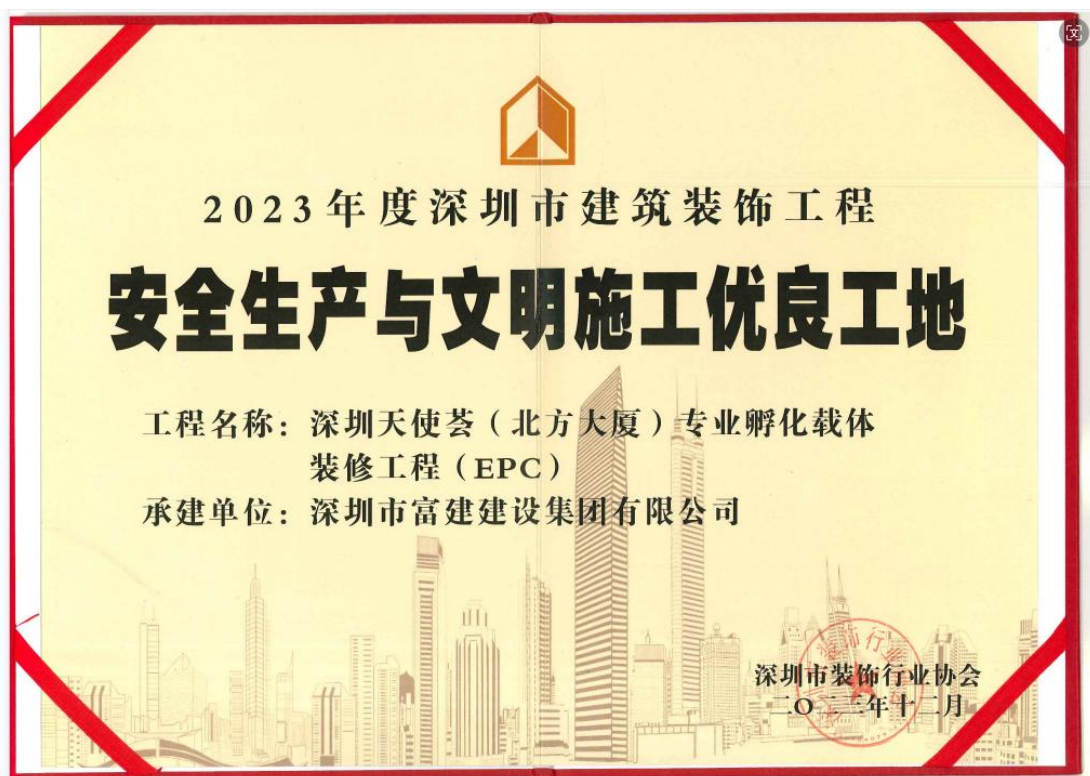 2023年度深圳市建筑装饰工程
安全生产与文明施工优良工地
工程名称：深圳天使荟（北方大厦）专业孵化载体
装修工程（EPC）
承建单位：深圳市富建建设集团有限公司
深圳市装饰行业协会
二〇二三年十二月